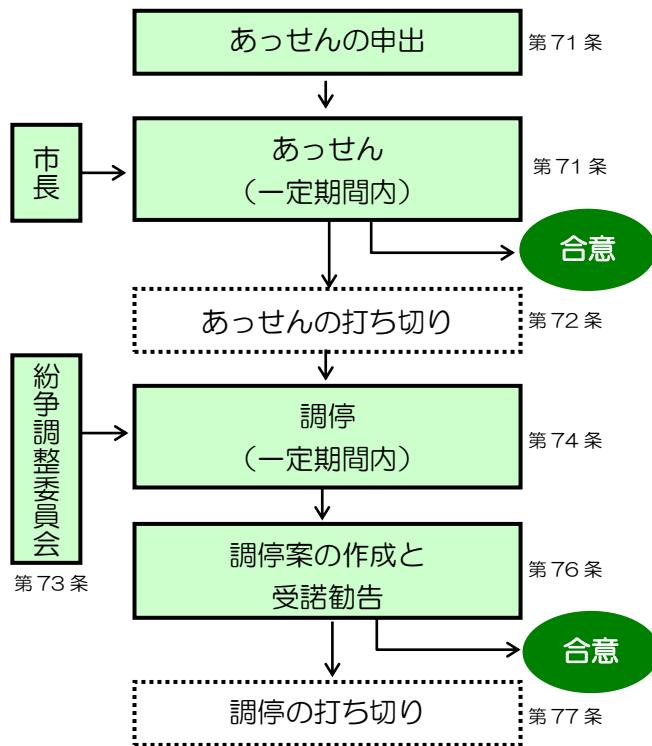 あっせんの申出
第71条
市長
あっせん
(一定期間内)
第71条
合意
あっせんの打ち切り
第72条
紛争調整委員会
第73条
調停
(一定期間内)
第74条
調停案の作成と
受諾勧告
第76条
合意
調停の打ち切り
第77条